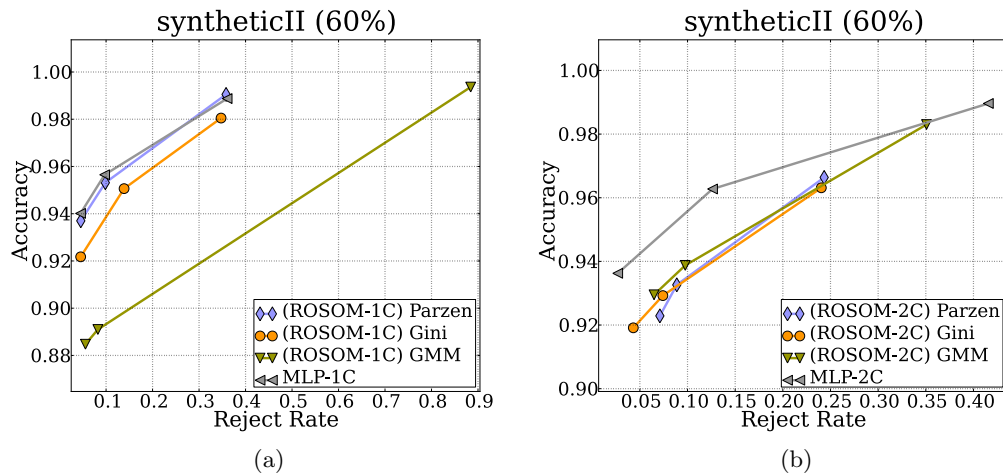 syntheticII (60%)
1.00
0.98
0.96
0.94
0.92
0.90
0.88
Accuracy
0.1 0.2 0.3 0.4 0.5 0.6 0.7 0.8 0.9
Reject Rate
(ROSOM-1C) Parzen
(ROSOM-1C) Gini
(ROSOM-1C) GMM
MLP-1C
(a)
syntheticII (60%)
1.00
0.98
0.96
0.94
0.92
0.90
Accuracy
0.05 0.10 0.15 0.20 0.25 0.30 0.35 0.40
Reject Rate
(ROSOM-2C) Parzen
(ROSOM-2C) Gini
(ROSOM-2C) GMM
MLP-2C
(b)